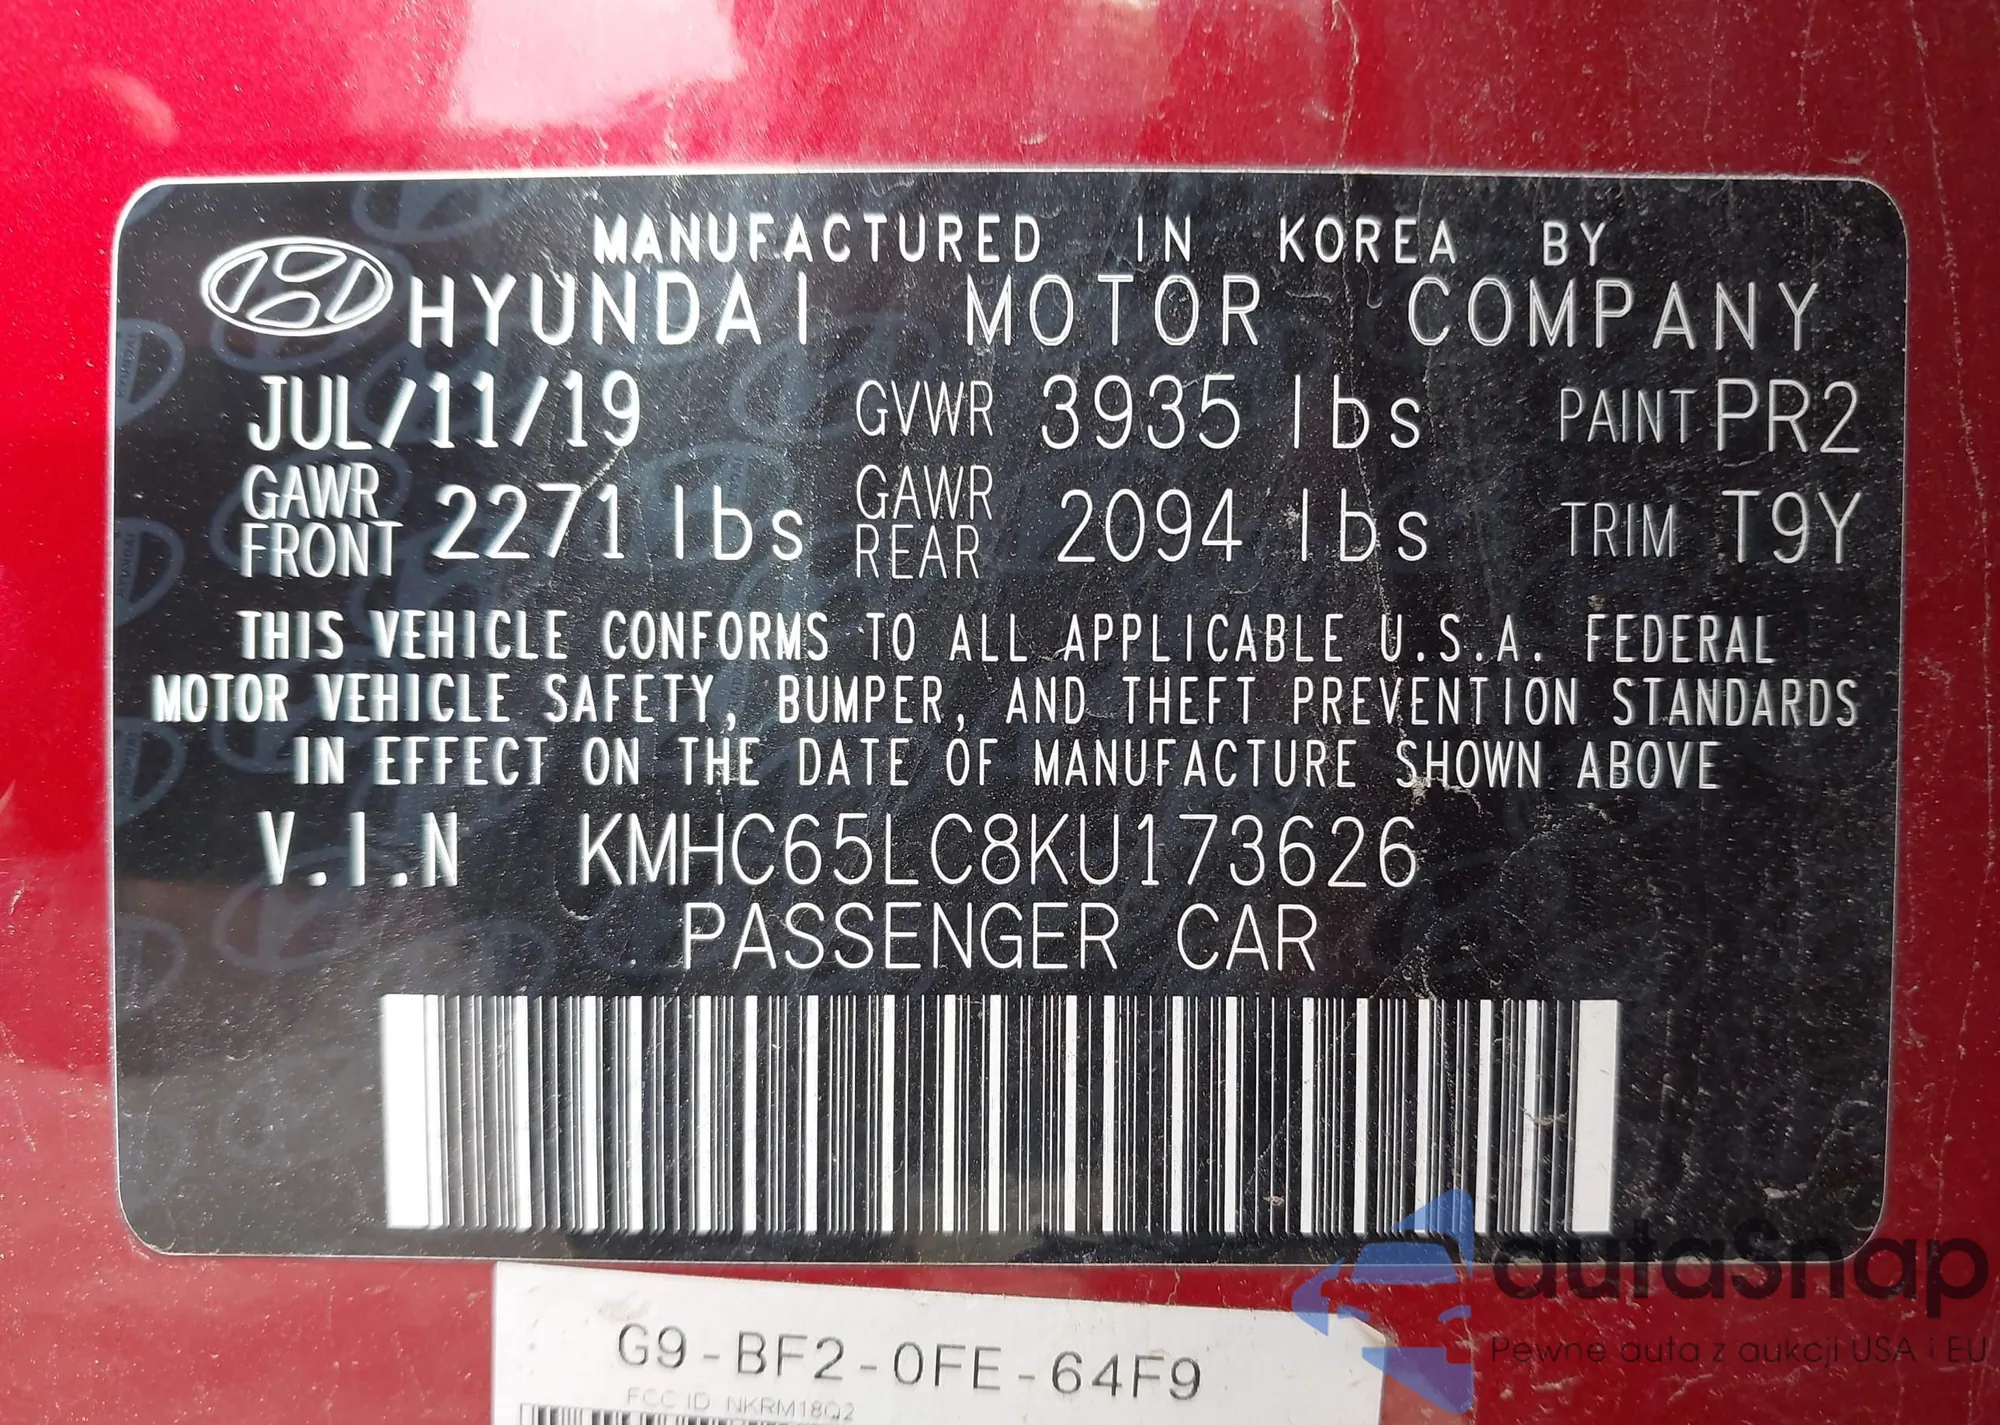 MANUFACTURED IN KOREA BY
HYUNDAI MOTOR COMPANY
JUL/11/19 GVWR 3935 lbs PAINT PR2
GAWR FRONT 2271 lbs GAWR REAR 2094 lbs TRIM T9Y
THIS VEHICLE CONFORMS TO ALL APPLICABLE U.S.A. FEDERAL
MOTOR VEHICLE SAFETY, BUMPER, AND THEFT PREVENTION STANDARDS
IN EFFECT ON THE DATE OF MANUFACTURE SHOWN ABOVE
V.I.N KMHC65LC8KU173626
PASSENGER CAR
autaSnap
Pewne auta z aukcji USA i EU
G9-BF2-0FE-64F9
FCC ID NKRM18Q2